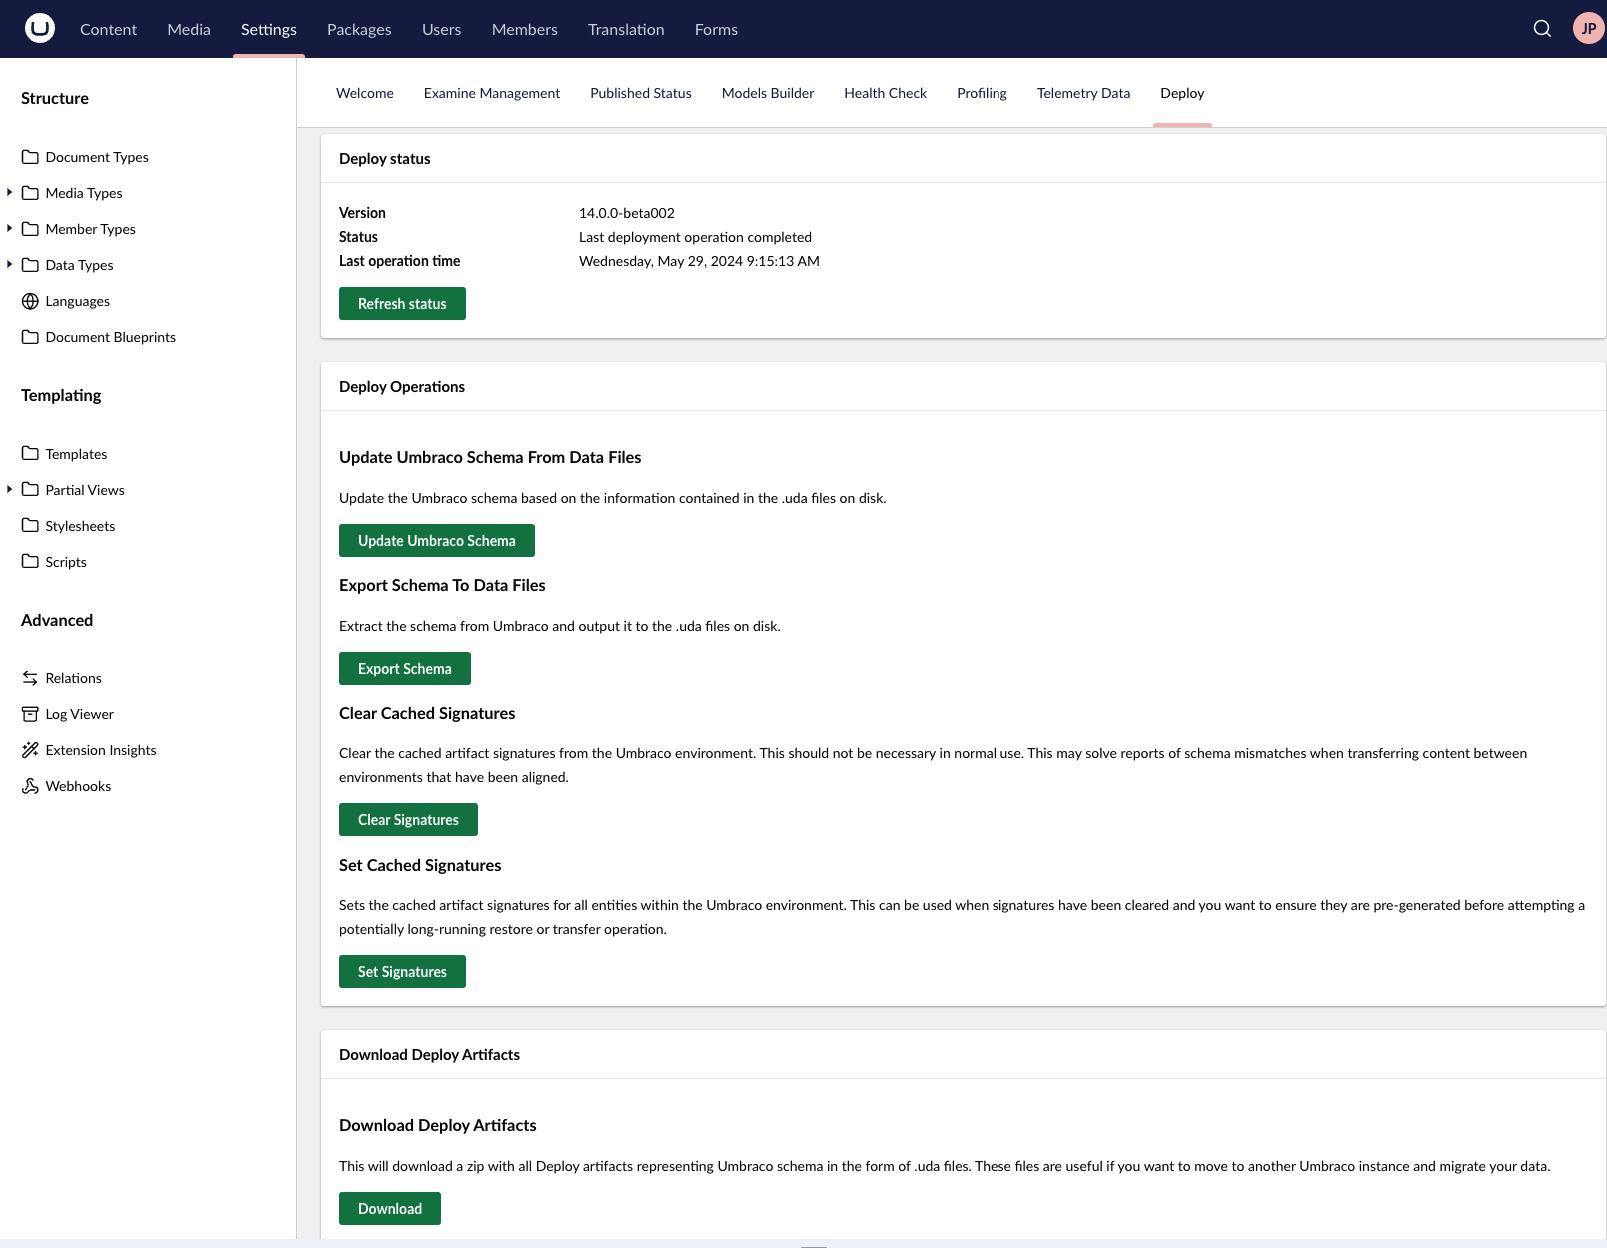 Content Media Settings Packages Users Members Translation Forms JP
Structure
Document Types
Media Types
Member Types
Data Types
Languages
Document Blueprints
Templating
Templates
Partial Views
Stylesheets
Scripts
Advanced
Relations
Log Viewer
Extension Insights
Webhooks
Welcome Examine Management Published Status Models Builder Health Check Profiling Telemetry Data Deploy
Deploy status
Version 14.0.0-beta002
Status Last deployment operation completed
Last operation time Wednesday, May 29, 2024 9:15:13 AM
Refresh status
Deploy Operations
Update Umbraco Schema From Data Files
Update the Umbraco schema based on the information contained in the .uda files on disk.
Update Umbraco Schema
Export Schema To Data Files
Extract the schema from Umbraco and output it to the .uda files on disk.
Export Schema
Clear Cached Signatures
Clear the cached artifact signatures from the Umbraco environment. This should not be necessary in normal use. This may solve reports of schema mismatches when transferring content between
environments that have been aligned.
Clear Signatures
Set Cached Signatures
Sets the cached artifact signatures for all entities within the Umbraco environment. This can be used when signatures have been cleared and you want to ensure they are pre-generated before attempting a
potentially long-running restore or transfer operation.
Set Signatures
Download Deploy Artifacts
Download Deploy Artifacts
This will download a zip with all Deploy artifacts representing Umbraco schema in the form of .uda files. These files are useful if you want to move to another Umbraco instance and migrate your data.
Download